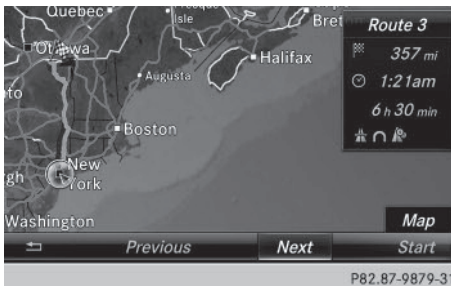 Quebec
Isle
Bret
Route 3
Ottawa
Halifax
357 mi
Augusta
1:21am
to
6 h 30 min
Boston
New
York
gh
Washington
Map
Previous
Next
Start
P82.87-9879-31